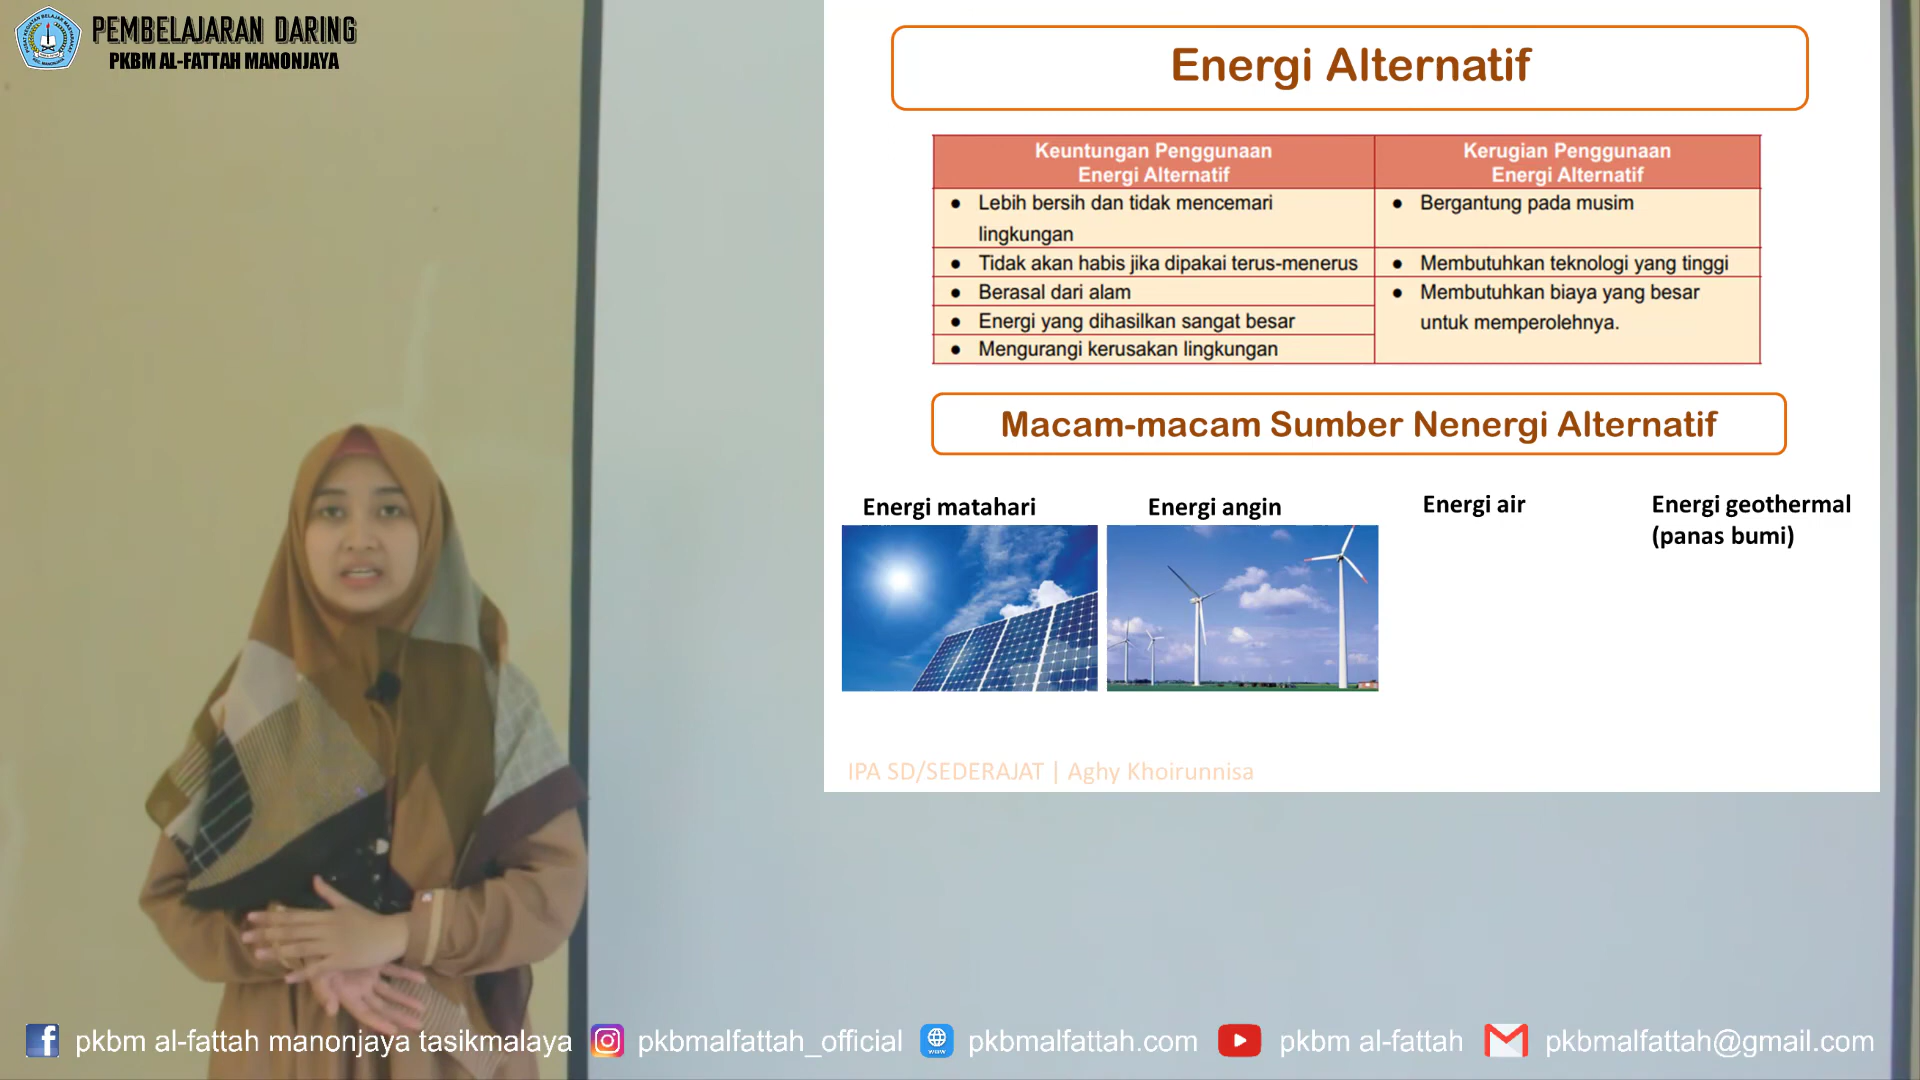 PEMBELAJARAN DARING
PKBM AL-FATTAH MANONJAYA
Energi Alternatif
Keuntungan Penggunaan
Energi Alternatif
Kerugian Penggunaan
Energi Alternatif
● Lebih bersih dan tidak mencemari
lingkungan
● Bergantung pada musim
● Tidak akan habis jika dipakai terus-menerus
● Membutuhkan teknologi yang tinggi
● Berasal dari alam
● Membutuhkan biaya yang besar
untuk memperolehnya.
● Energi yang dihasilkan sangat besar
● Mengurangi kerusakan lingkungan
Macam-macam Sumber Nenergi Alternatif
Energi matahari
Energi angin
Energi air
Energi geothermal
(panas bumi)
IPA SD/SEDERAJAT | Aghy Khoirunnisa
pkbm al-fattah manonjaya tasikmalaya
pkbmalfattah_official
pkbmalfattah.com
pkbm al-fattah
pkbmalfattah@gmail.com